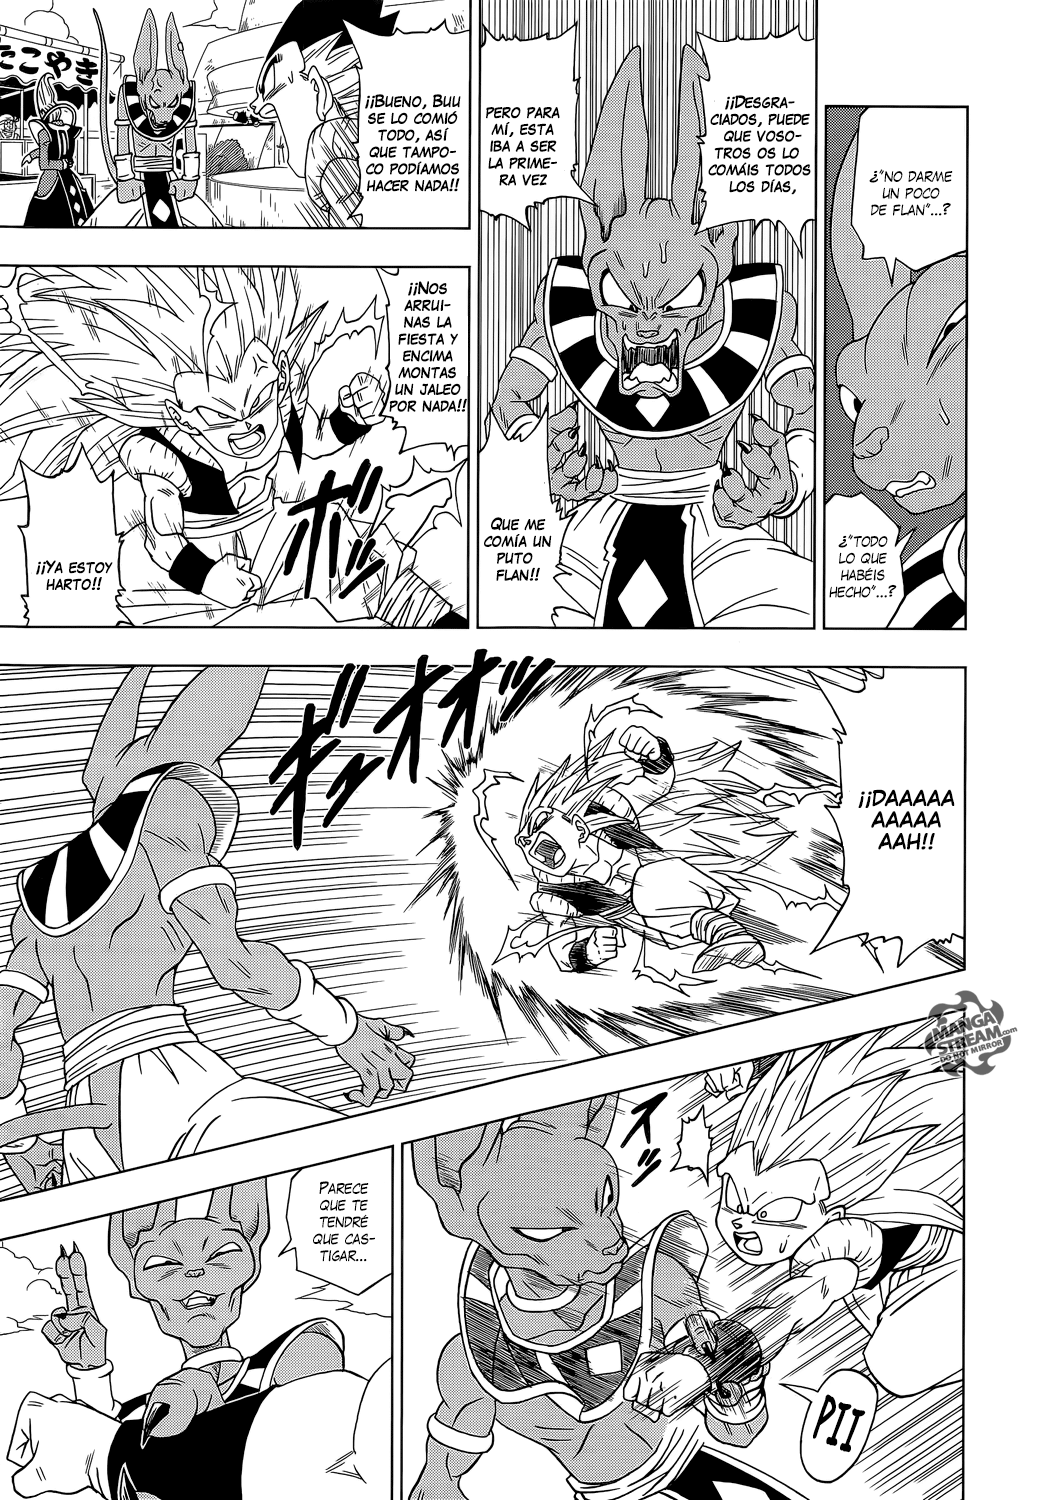 ¿"NO DARME
UN POCO
DE FLAN"...?
¿"TODO
LO QUE
HABÉIS
HECHO"...?
¡¡DESGRA-
CIADOS, PUEDE
QUE VOSO-
TROS OS LO
COMÁIS TODOS
LOS DÍAS,
PERO PARA
MÍ, ESTA
IBA A SER
LA PRIME-
RA VEZ
QUE ME
COMÍA UN
PUTO
FLAN!!
たこやき
¡¡BUENO, BUU
SE LO COMIÓ
TODO, ASÍ
QUE TAMPO-
CO PODÍAMOS
HACER NADA!!
¡¡NOS
ARRUI-
NAS LA
FIESTA Y
ENCIMA
MONTAS
UN JALEO
POR NADA!!
¡¡YA ESTOY
HARTO!!
ボッ
¡¡DAAAAA
AAAAA
AAH!!
ギュオオオッ
MANGA
STREAM.com
DO NOT MIRROR
ス
PII
PARECE
QUE TE
TENDRÉ
QUE CAS-
TIGAR...